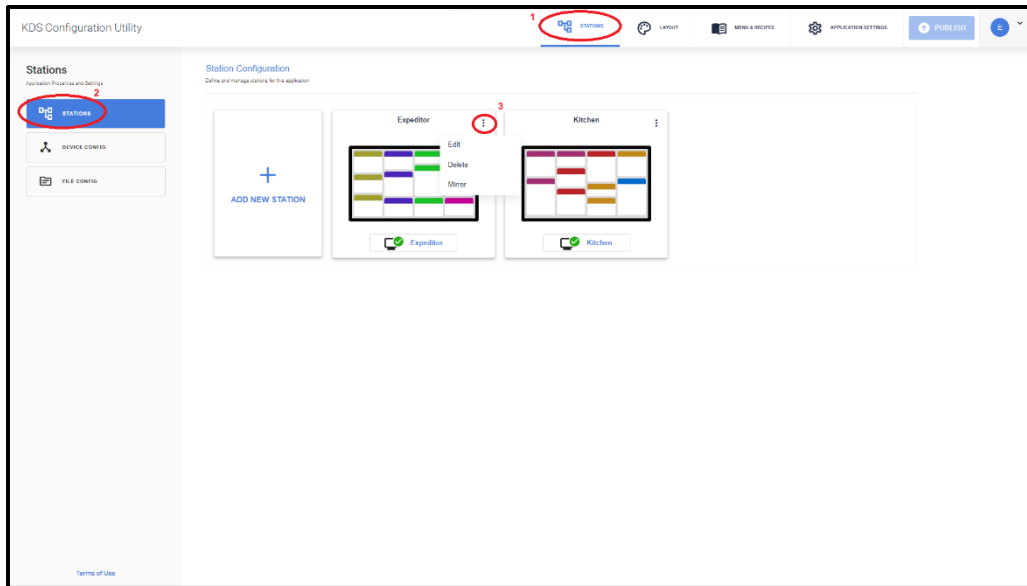 KDS Configuration Utility
1
STATIONS
LAYOUT
MENU & RECIPES
APPLICATION SETTINGS
PUBLISH
E
Stations
Application Properties and Settings
2
STATIONS
DEVICE CONFIG
FILE CONFIG
Station Configuration
Define and manage stations for this application
ADD NEW STATION
Expeditor
3
Edit
Delete
Mirror
Expeditor
Kitchen
Kitchen
Terms of Use